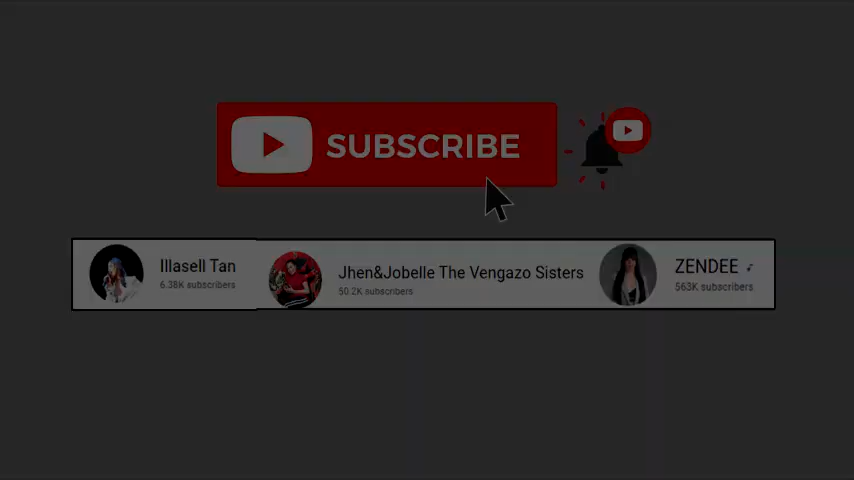 SUBSCRIBE
Illasell Tan
6.38K subscribers
Jhen&Jobelle The Vengazo Sisters
50.2K subscribers
ZENDEE
563K subscribers